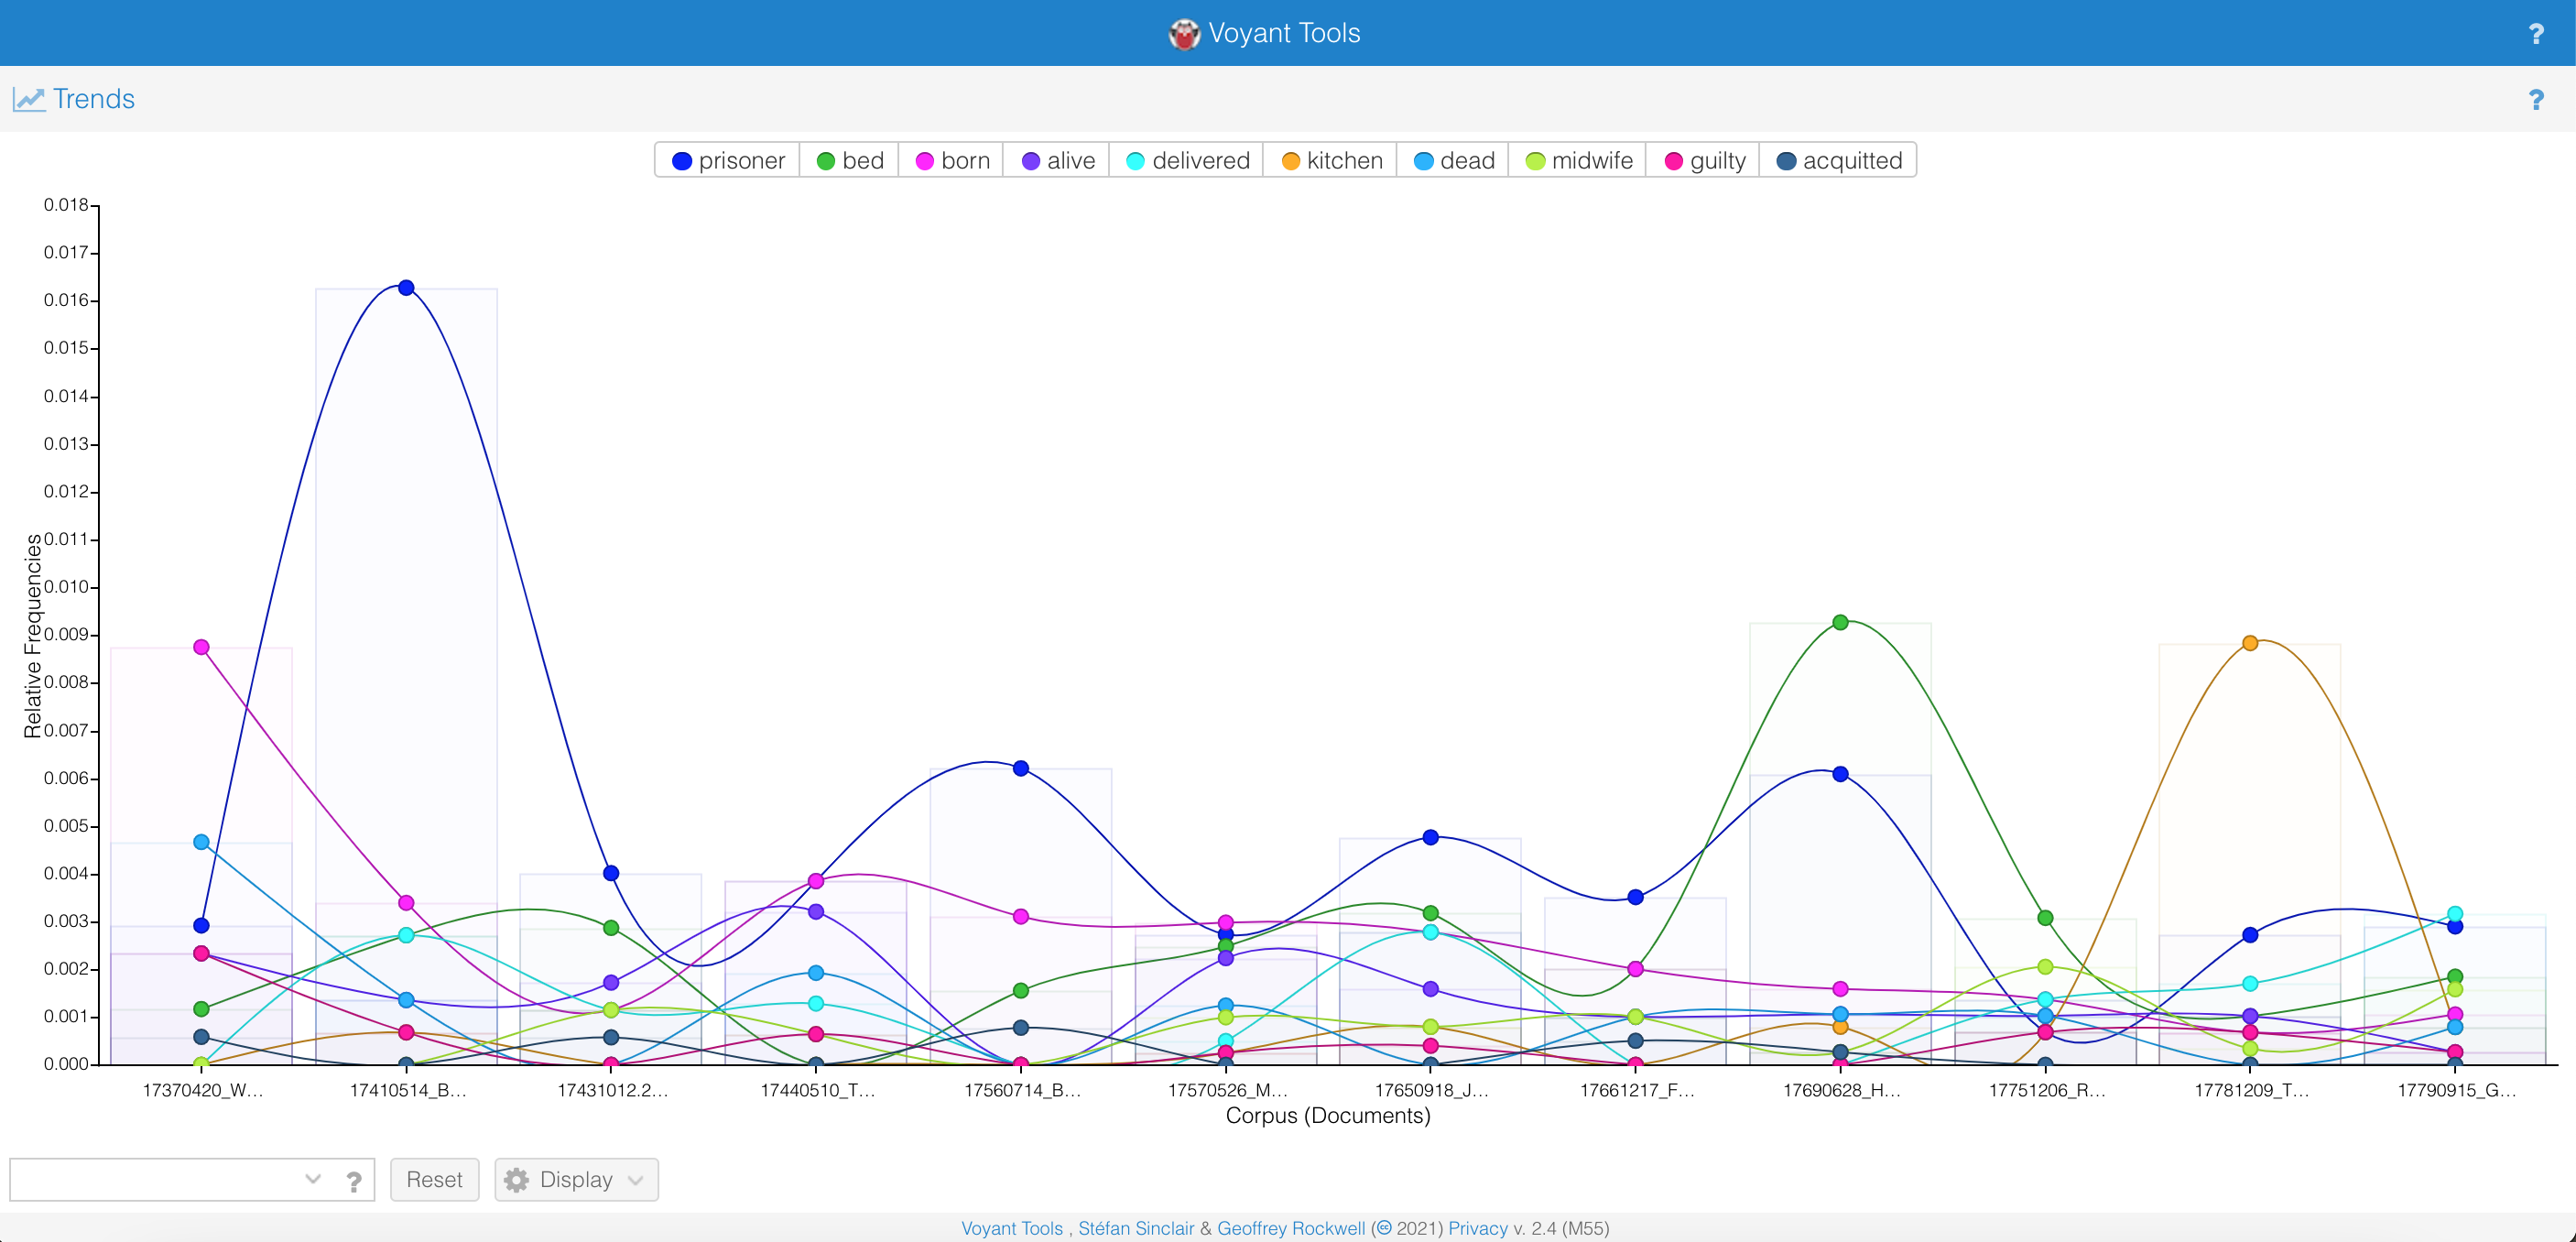 Voyant Tools ?
Trends ?
prisoner bed born alive delivered kitchen dead midwife guilty acquitted
0.018
0.017
0.016
0.015
0.014
0.013
0.012
0.011
0.010
0.009
0.008
0.007
0.006
0.005
0.004
0.003
0.002
0.001
0.000
Relative Frequencies
17370420_W... 17410514_B... 17431012.2... 17440510_T... 17560714_B... 17570526_M... 17650918_J... 17661217_F... 17690628_H... 17751206_R... 17781209_T... 17790915_G...
Corpus (Documents)
? Reset Display
Voyant Tools , Stéfan Sinclair & Geoffrey Rockwell (cc 2021) Privacy v. 2.4 (M55)